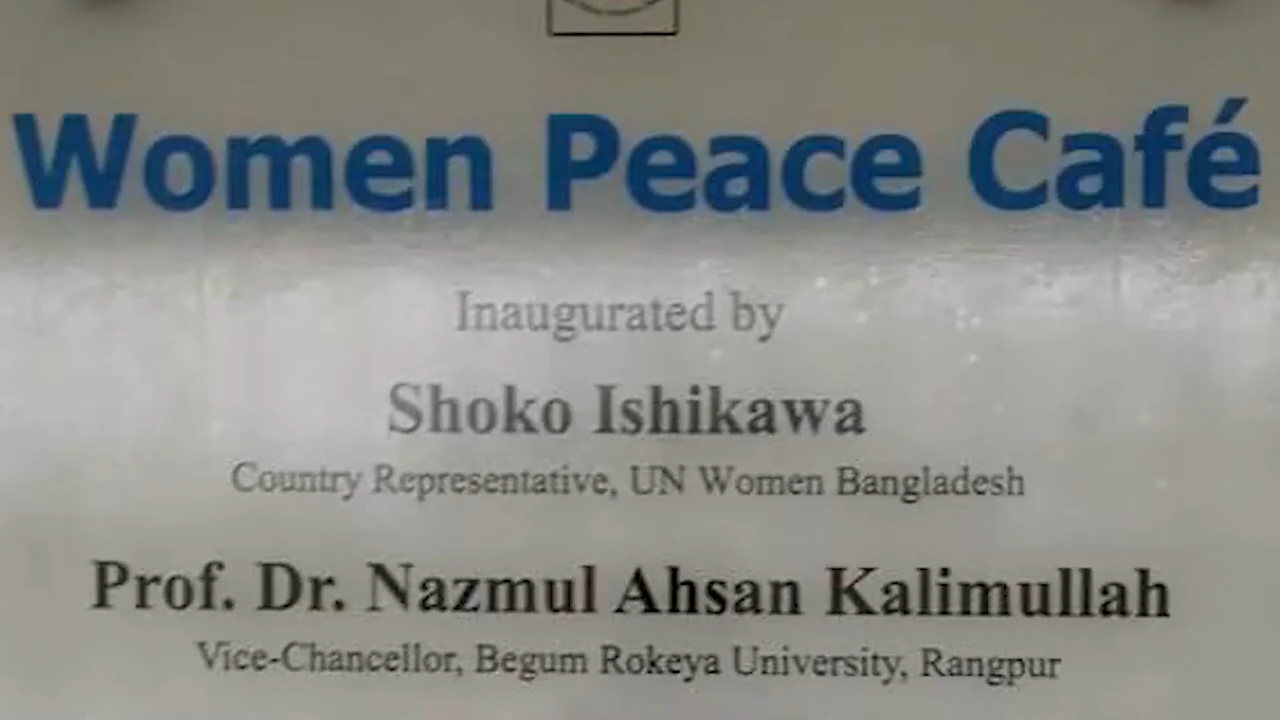 Women Peace Café
Inaugurated by
Shoko Ishikawa
Country Representative, UN Women Bangladesh
Prof. Dr. Nazmul Ahsan Kalimullah
Vice-Chancellor, Begum Rokeya University, Rangpur